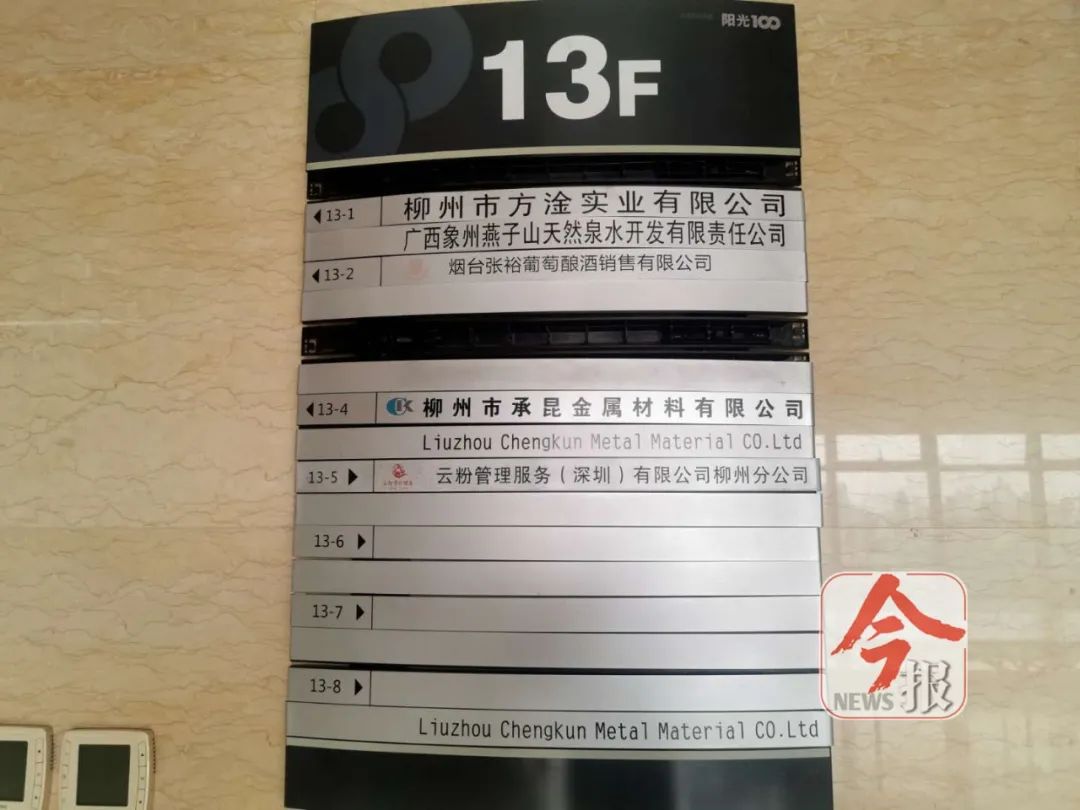 阳光100
13F
13-1
柳州市方淦实业有限公司
广西象州燕子山天然泉水开发有限责任公司
13-2
烟台张裕葡萄酿酒销售有限公司
13-4
柳州市承昆金属材料有限公司
Liuzhou Chengkun Metal Material CO.Ltd
13-5
云粉管理服务（深圳）有限公司柳州分公司
13-6
13-7
13-8
Liuzhou Chengkun Metal Material CO.Ltd
今报
NEWS